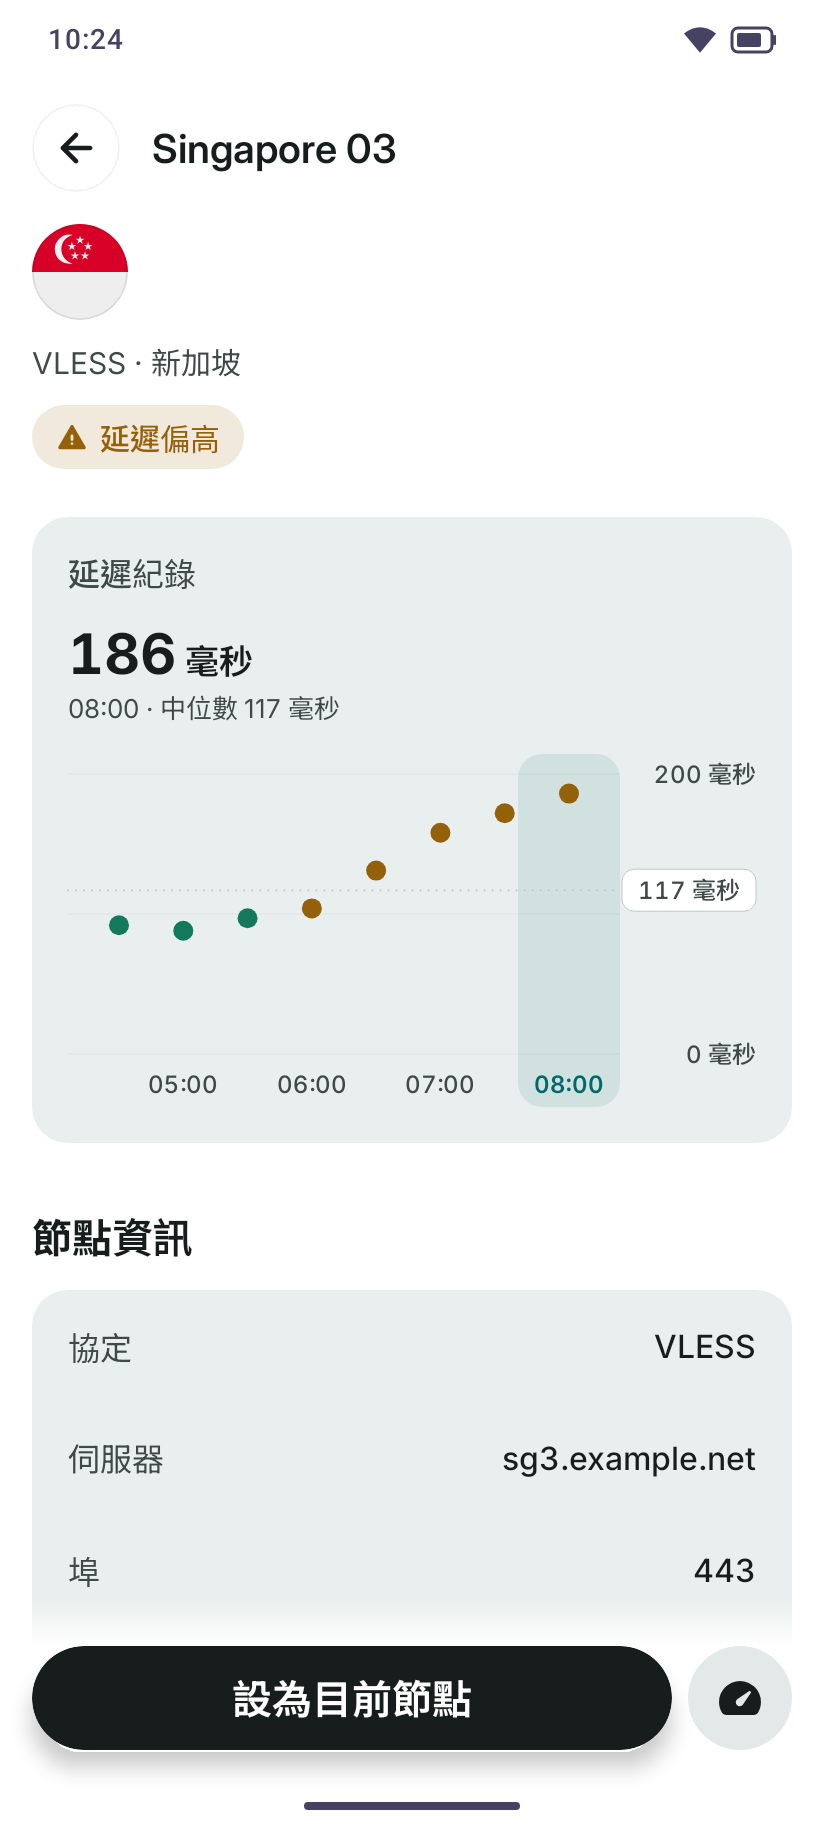 10:24
Singapore 03
VLESS · 新加坡
延遲偏高
延遲紀錄
186 毫秒
08:00 · 中位數 117 毫秒
200 毫秒
117 毫秒
0 毫秒
05:00 06:00 07:00 08:00
節點資訊
協定 VLESS
伺服器 sg3.example.net
埠 443
設為目前節點